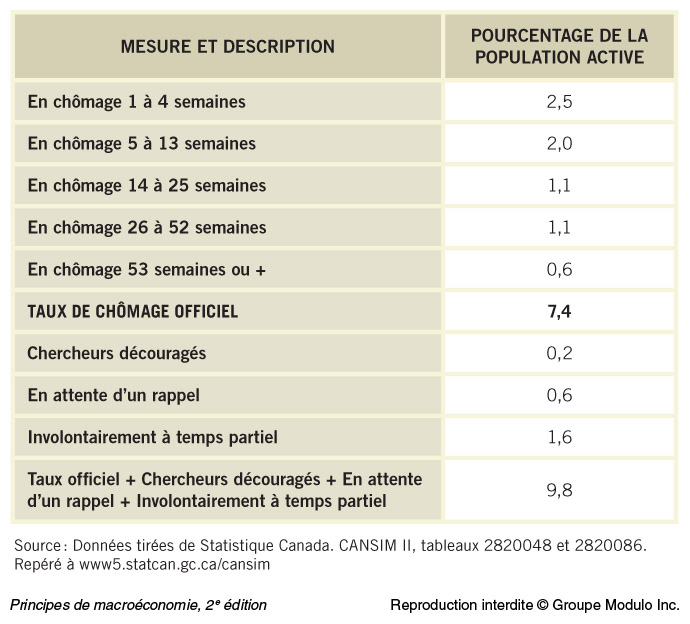 MESURE ET DESCRIPTION
POURCENTAGE DE LA
POPULATION ACTIVE
En chômage 1 à 4 semaines 2,5
En chômage 5 à 13 semaines 2,0
En chômage 14 à 25 semaines 1,1
En chômage 26 à 52 semaines 1,1
En chômage 53 semaines ou + 0,6
TAUX DE CHÔMAGE OFFICIEL 7,4
Chercheurs découragés 0,2
En attente d’un rappel 0,6
Involontairement à temps partiel 1,6
Taux officiel + Chercheurs découragés + En attente
d’un rappel + Involontairement à temps partiel
9,8
Source : Données tirées de Statistique Canada. CANSIM II, tableaux 2820048 et 2820086.
Repéré à www5.statcan.gc.ca/cansim
Principes de macroéconomie, 2e édition Reproduction interdite © Groupe Modulo Inc.